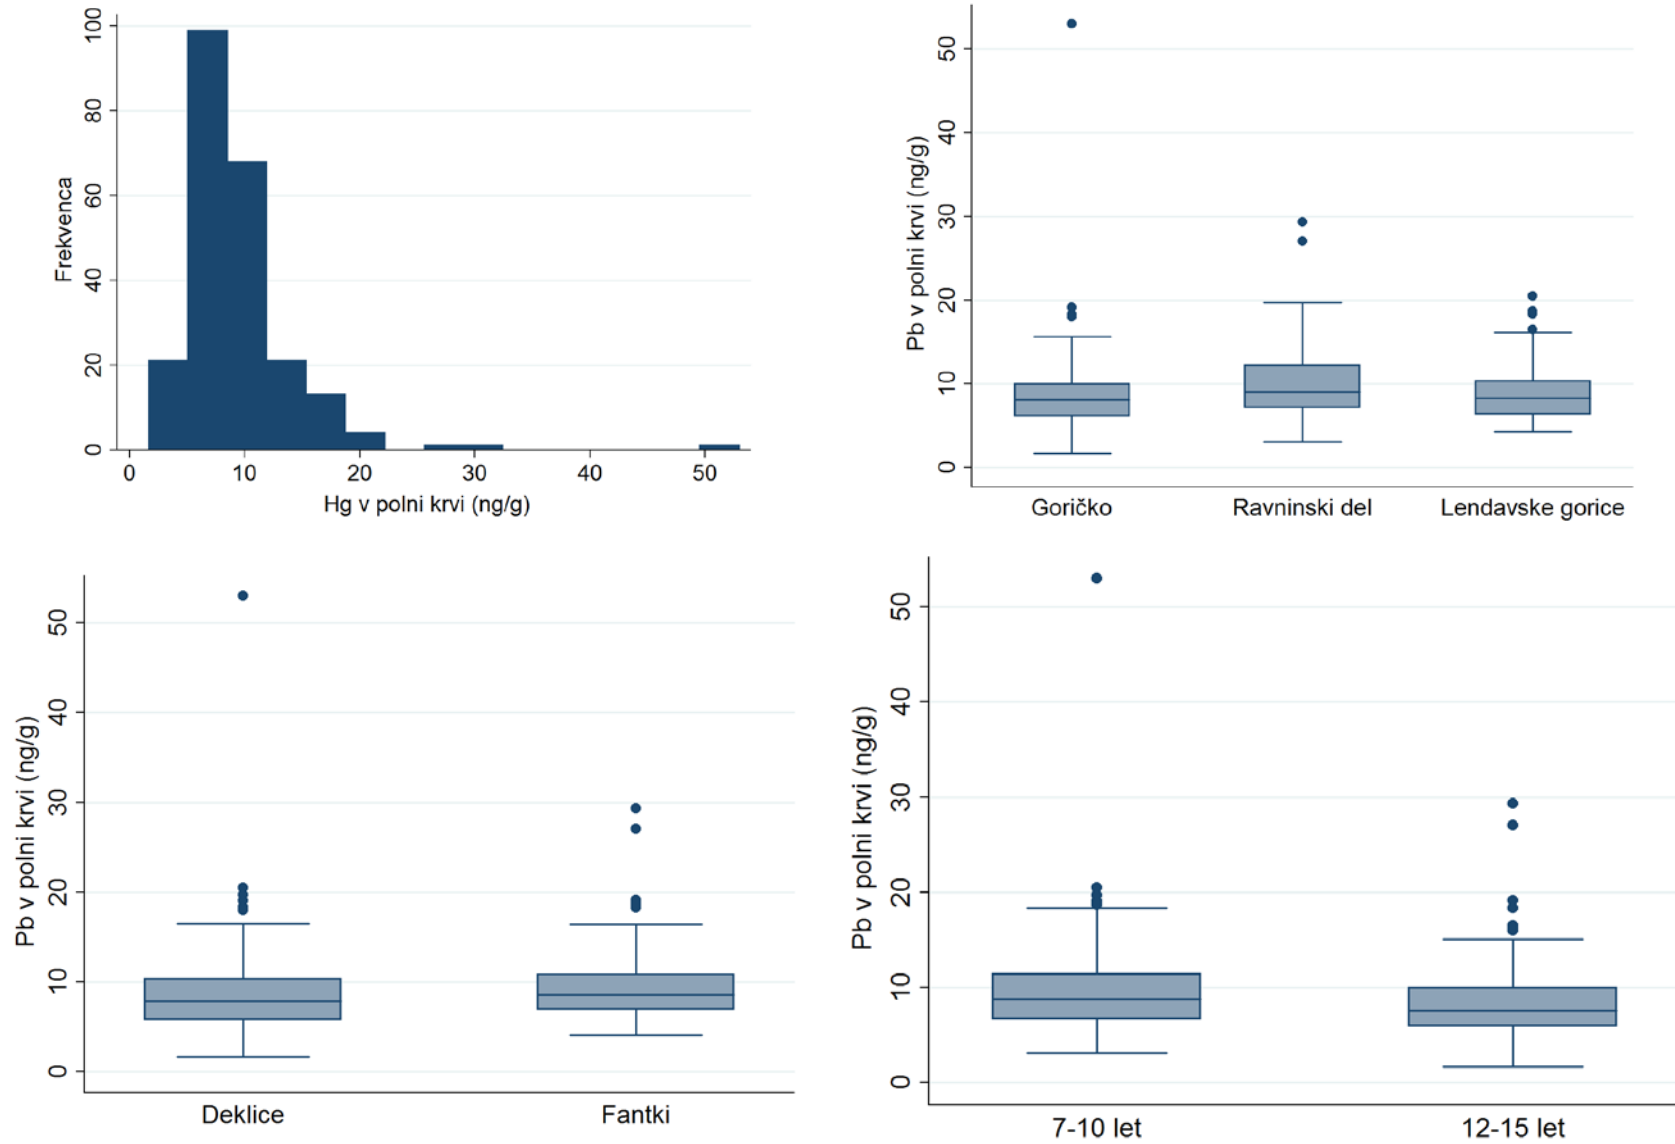 Frekvenca
100
80
60
40
20
0
0 10 20 30 40 50
Hg v polni krvi (ng/g)
Pb v polni krvi (ng/g)
50
40
30
20
10
0
Goričko Ravninski del Lendavske gorice
Pb v polni krvi (ng/g)
50
40
30
20
10
0
Deklice Fantki
Pb v polni krvi (ng/g)
50
40
30
20
10
0
7-10 let 12-15 let